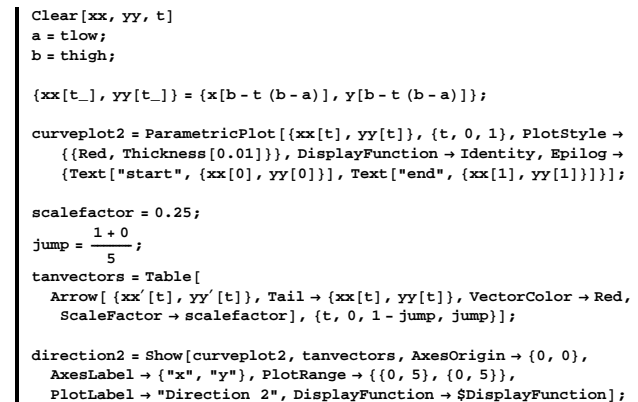 Clear[xx, yy, t]
a = tlow;
b = thigh;
{xx[t_], yy[t_]} = {x[b - t (b - a)], y[b - t (b - a)]};
curveplot2 = ParametricPlot[{xx[t], yy[t]}, {t, 0, 1}, PlotStyle →
{{Red, Thickness[0.01]}}, DisplayFunction → Identity, Epilog →
{Text["start", {xx[0], yy[0]}], Text["end", {xx[1], yy[1]}]}];
scalefactor = 0.25;
jump = (1 + 0)/5;
tanvectors = Table[
Arrow[ {xx′[t], yy′[t]}, Tail → {xx[t], yy[t]}, VectorColor → Red,
ScaleFactor → scalefactor], {t, 0, 1 - jump, jump}];
direction2 = Show[curveplot2, tanvectors, AxesOrigin → {0, 0},
AxesLabel → {"x", "y"}, PlotRange → {{0, 5}, {0, 5}},
PlotLabel → "Direction 2", DisplayFunction → $DisplayFunction];